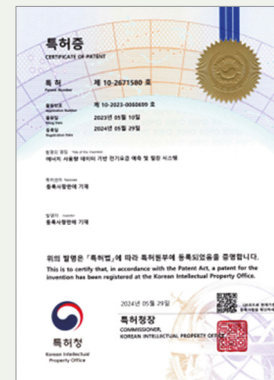 특허증
CERTIFICATE OF PATENT
특 허 제 10-2671580 호
Patent Number
출원번호 제 10-2023-0060699 호
Application Number
출원일 2023년 05월 10일
Filing Date
등록일 2024년 05월 29일
Registration Date
발명의 명칭 Title of the Invention
에너지 사용량 데이터 기반 전기요금 예측 및 알람 시스템
특허권자 Patentee
등록사항란에 기재
발명자 Inventor
등록사항란에 기재
위의 발명은 「특허법」에 따라 특허원부에 등록되었음을 증명합니다.
This is to certify that, in accordance with the Patent Act, a patent for the
invention has been registered at the Korean Intellectual Property Office.
2024년 05월 29일
특허청장
COMMISSIONER,
KOREAN INTELLECTUAL PROPERTY OFFICE
특허청
Korean Intellectual
Property Office